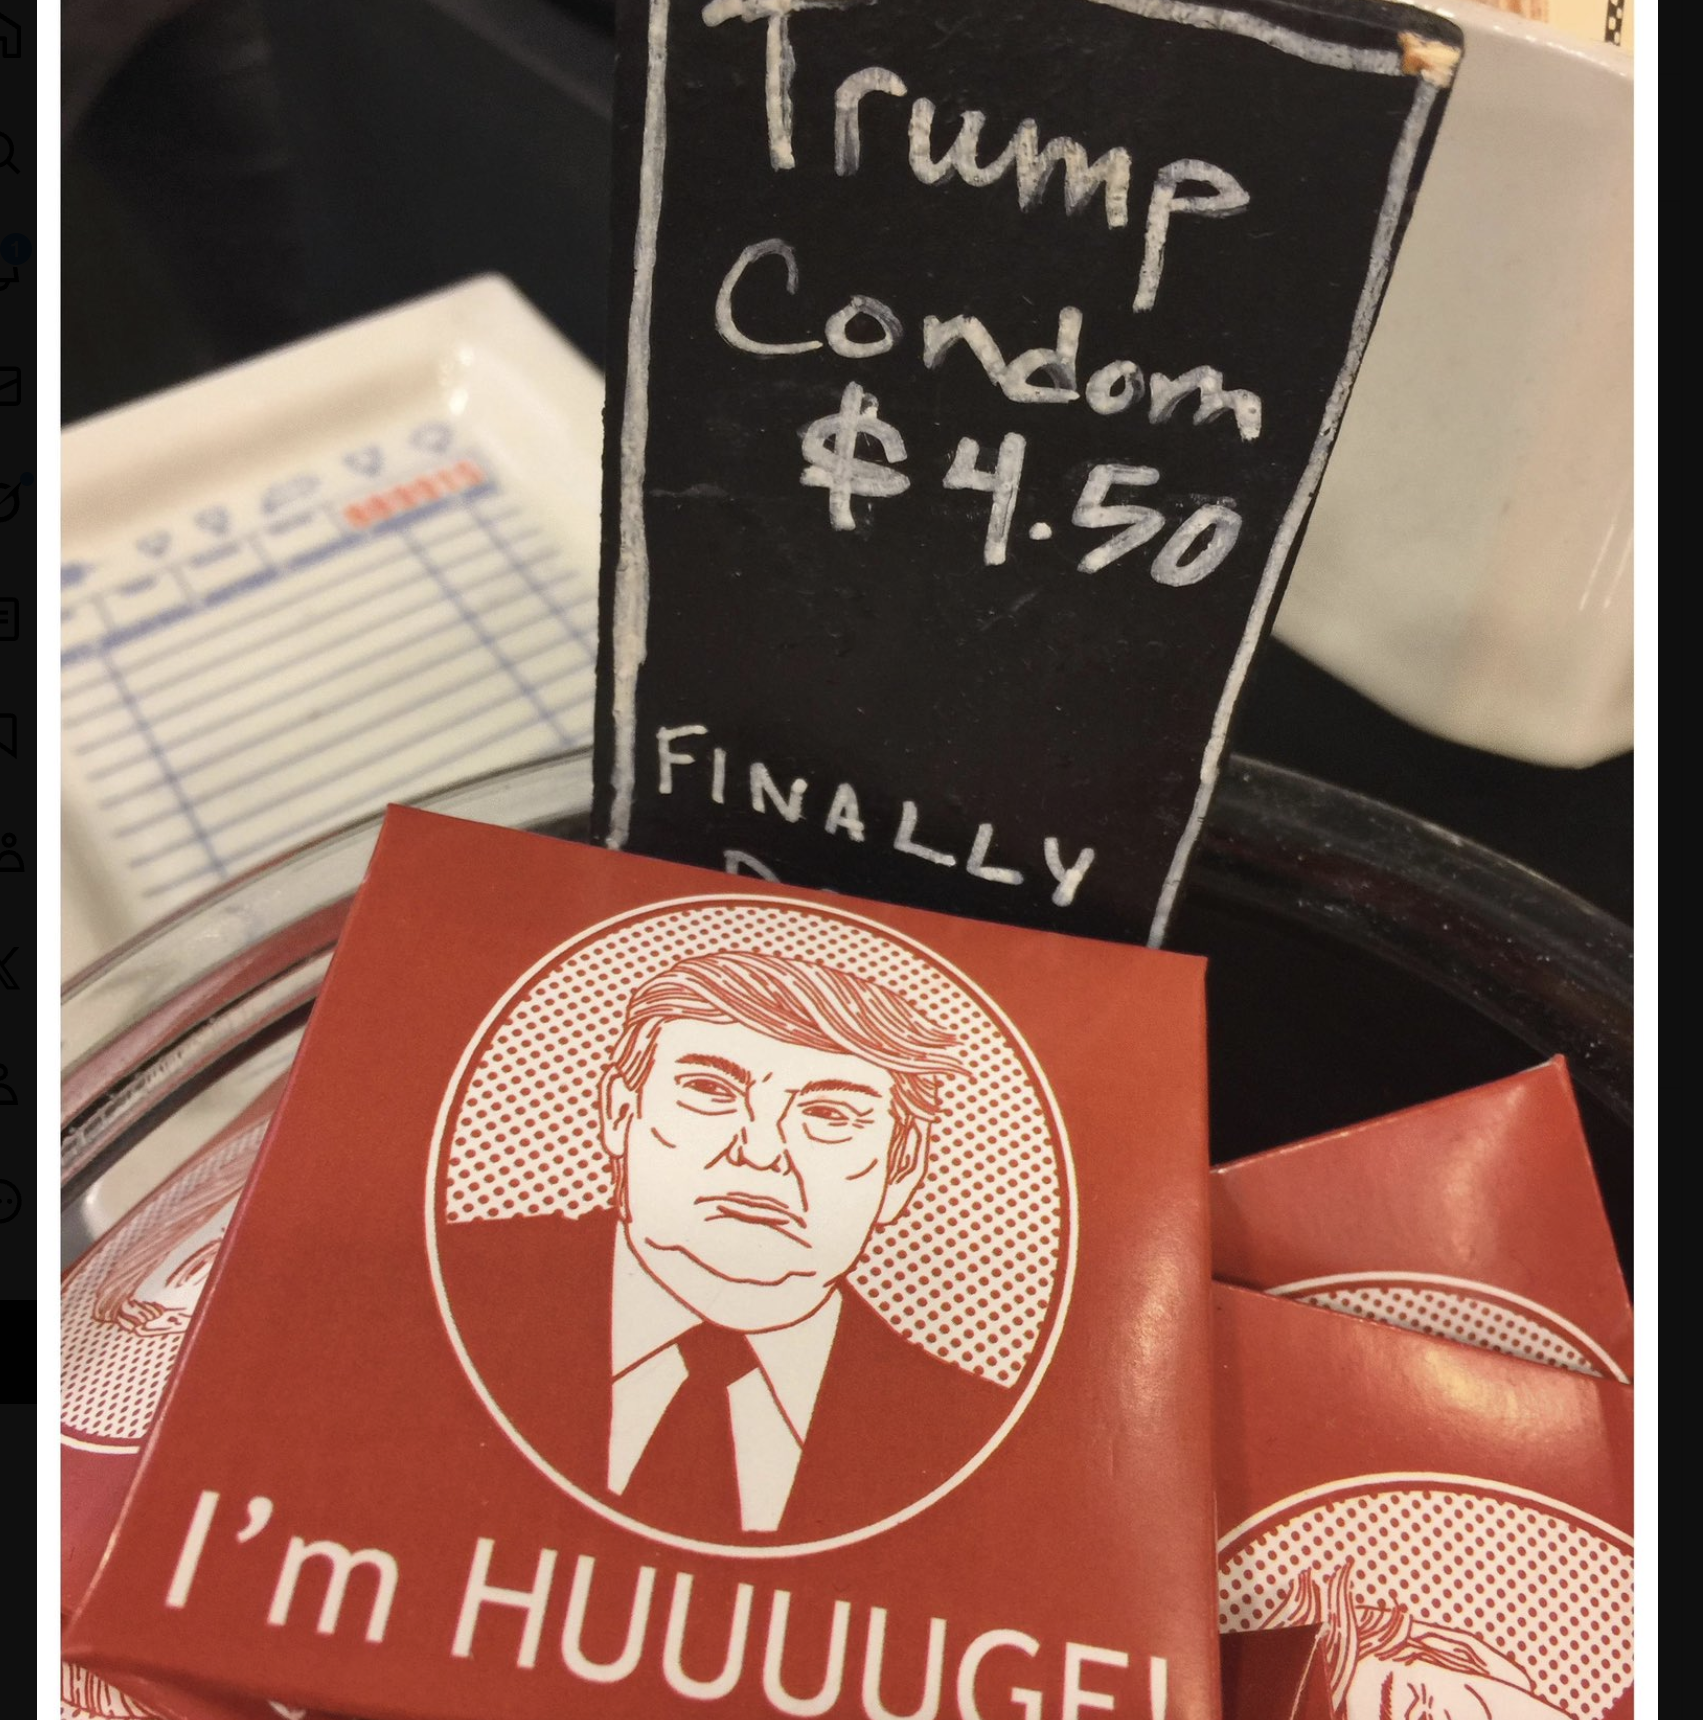 Trump
Condom
$4.50
FINALLY
I'm HUUUUGE!